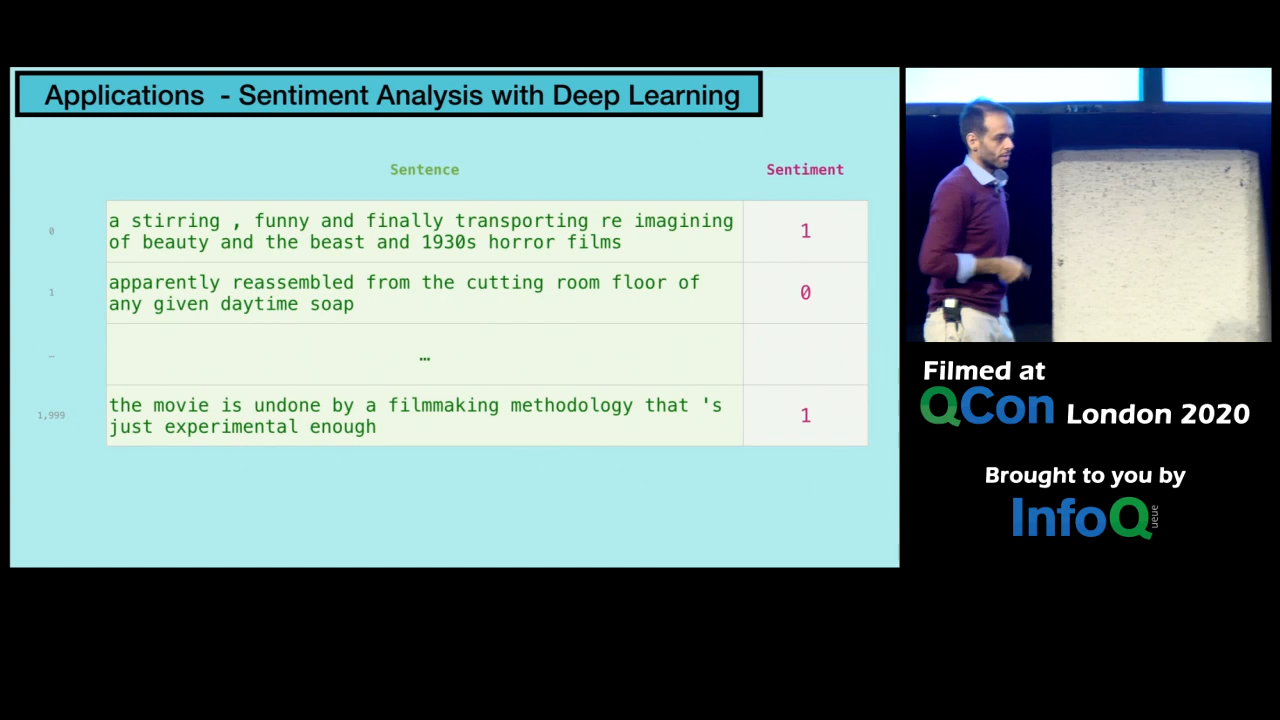 Applications - Sentiment Analysis with Deep Learning
Sentence
Sentiment
0
a stirring , funny and finally transporting re imagining
of beauty and the beast and 1930s horror films
1
1
apparently reassembled from the cutting room floor of
any given daytime soap
0
…
…
1,999
the movie is undone by a filmmaking methodology that 's
just experimental enough
1
Filmed at
QCon London 2020
Brought to you by
InfoQ
ueue